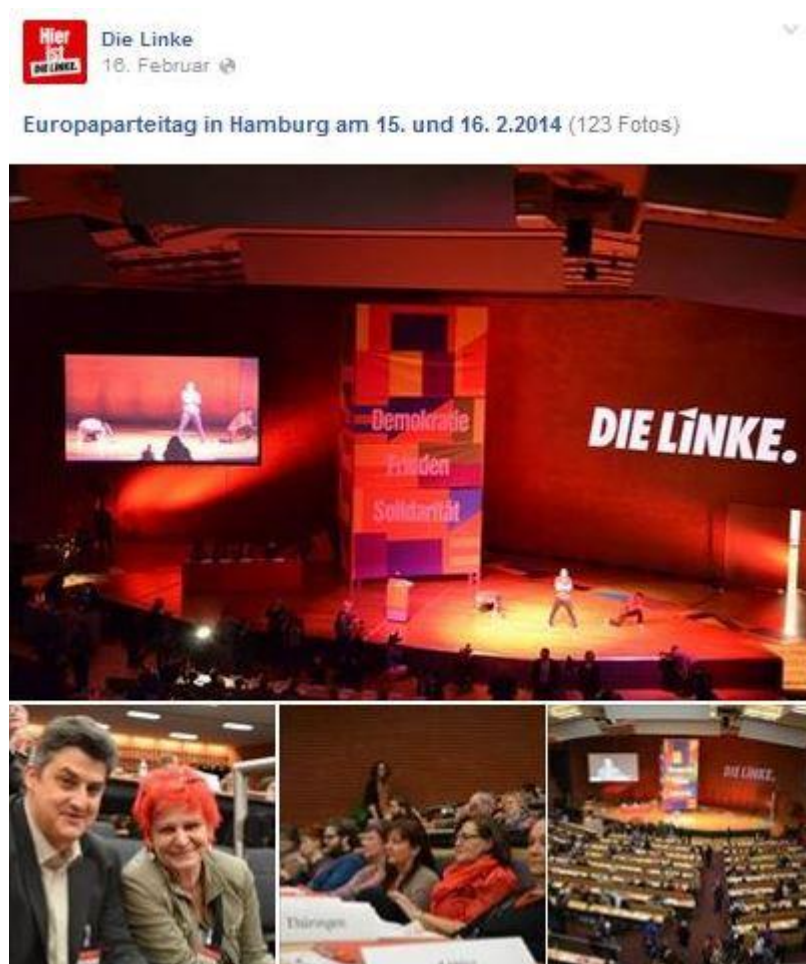 Hier
ist
DIE LINKE.
Die Linke
16. Februar
Europaparteitag in Hamburg am 15. und 16. 2.2014 (123 Fotos)
Demokratie
Frieden
Solidarität
DIE LINKE.
Thüringen
DIE LINKE.